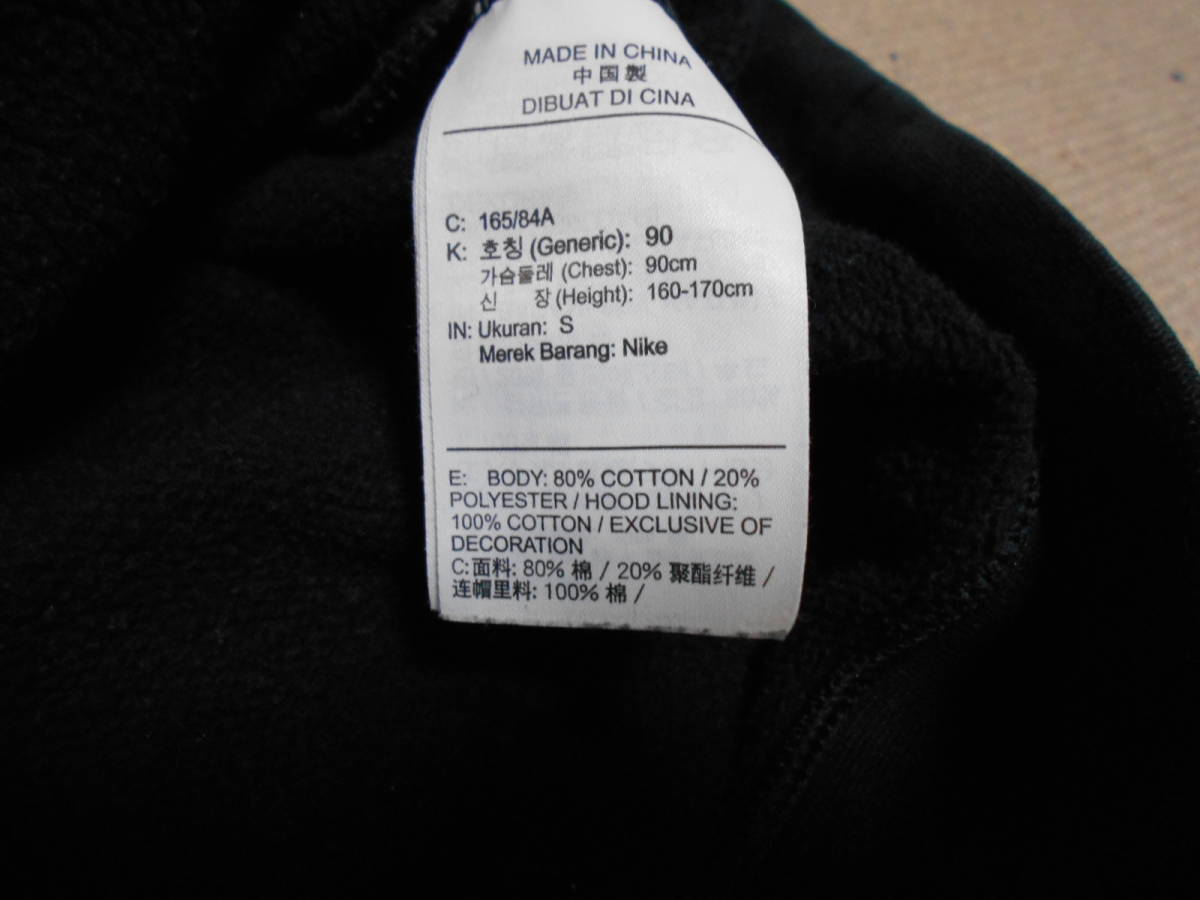 MADE IN CHINA
中国製
DIBUAT DI CINA
C: 165/84A
K: 호칭 (Generic): 90
가슴둘레 (Chest): 90cm
신 장 (Height): 160-170cm
IN: Ukuran: S
Merek Barang: Nike
E: BODY: 80% COTTON / 20%
POLYESTER / HOOD LINING:
100% COTTON / EXCLUSIVE OF
DECORATION
C: 面料: 80% 棉 / 20% 聚酯纤维 /
连帽里料: 100% 棉 /